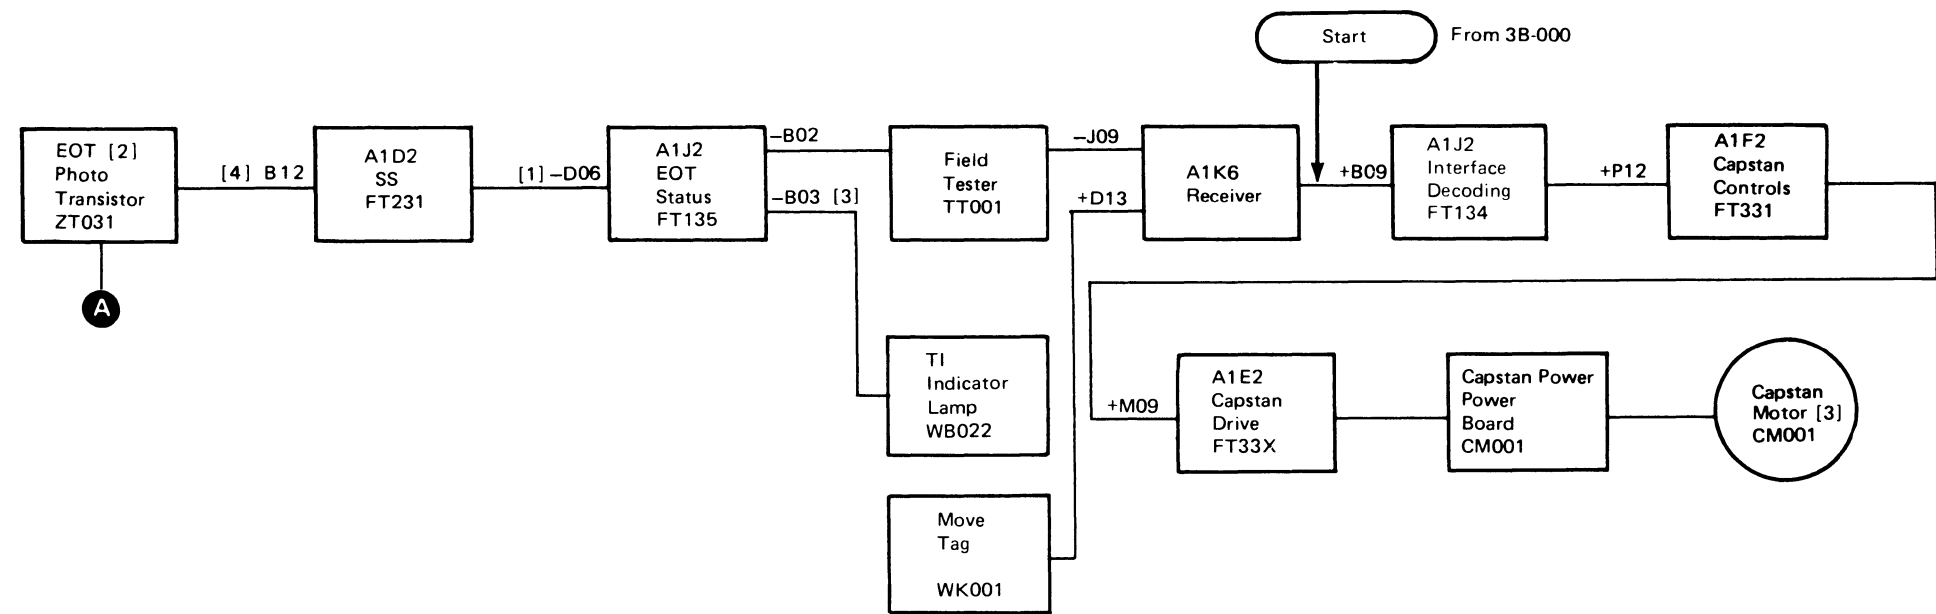 Start
From 3B-000
EOT [2]
Photo
Transistor
ZT031
[4] B12
A1D2
SS
FT231
[1] –D06
A1J2
EOT
Status
FT135
–B02
–B03 [3]
Field
Tester
TT001
–J09
+D13
A1K6
Receiver
+B09
A1J2
Interface
Decoding
FT134
+P12
A1F2
Capstan
Controls
FT331
A
TI
Indicator
Lamp
WB022
+M09
A1E2
Capstan
Drive
FT33X
Capstan Power
Power
Board
CM001
Capstan
Motor [3]
CM001
Move
Tag
WK001